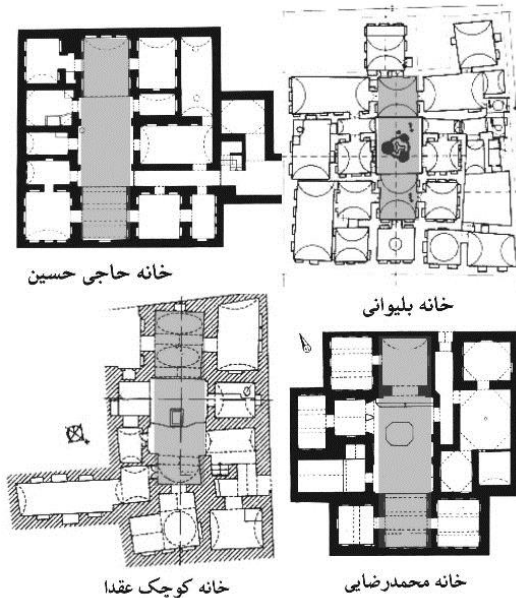 خانه حاجی حسین
خانه بلیوانی
خانه کوچک عقدا
خانه محمدرضایی